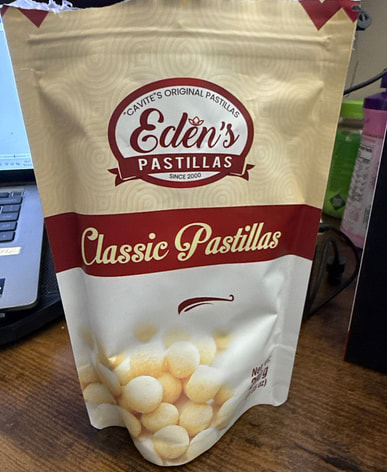 "CAVITE'S ORIGINAL PASTILLAS
Eden's
PASTILLAS
SINCE 2000
Classic Pastillas